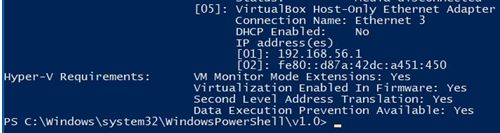 [05]: VirtualBox Host-Only Ethernet Adapter
Connection Name: Ethernet 3
DHCP Enabled: No
IP address(es)
[01]: 192.168.56.1
[02]: fe80::d87a:42dc:a451:450
Hyper-V Requirements: VM Monitor Mode Extensions: Yes
Virtualization Enabled In Firmware: Yes
Second Level Address Translation: Yes
Data Execution Prevention Available: Yes
PS C:\Windows\system32\WindowsPowerShell\v1.0> _